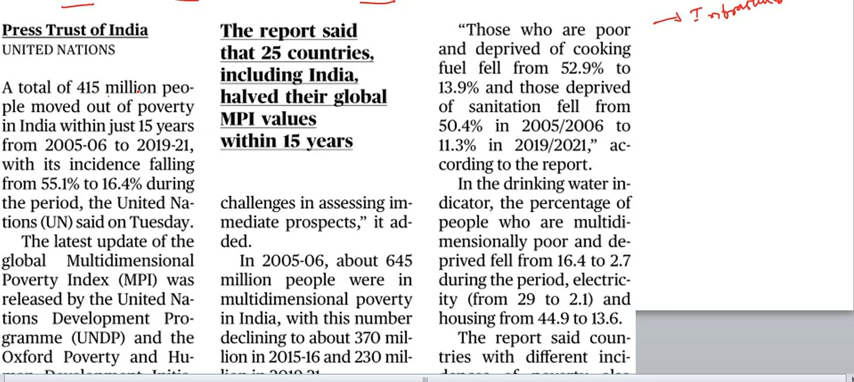 Press Trust of India
UNITED NATIONS
A total of 415 million peo-
ple moved out of poverty
in India within just 15 years
from 2005-06 to 2019-21,
with its incidence falling
from 55.1% to 16.4% during
the period, the United Na-
tions (UN) said on Tuesday.
The latest update of the
global Multidimensional
Poverty Index (MPI) was
released by the United Na-
tions Development Pro-
gramme (UNDP) and the
Oxford Poverty and Hu-
The report said
that 25 countries,
including India,
halved their global
MPI values
within 15 years
challenges in assessing im-
mediate prospects,” it ad-
ded.
In 2005-06, about 645
million people were in
multidimensional poverty
in India, with this number
declining to about 370 mil-
lion in 2015-16 and 230 mil-
“Those who are poor
and deprived of cooking
fuel fell from 52.9% to
13.9% and those deprived
of sanitation fell from
50.4% in 2005/2006 to
11.3% in 2019/2021,” ac-
cording to the report.
In the drinking water in-
dicator, the percentage of
people who are multidi-
mensionally poor and de-
prived fell from 16.4 to 2.7
during the period, electric-
ity (from 29 to 2.1) and
housing from 44.9 to 13.6.
The report said coun-
tries with different inci-